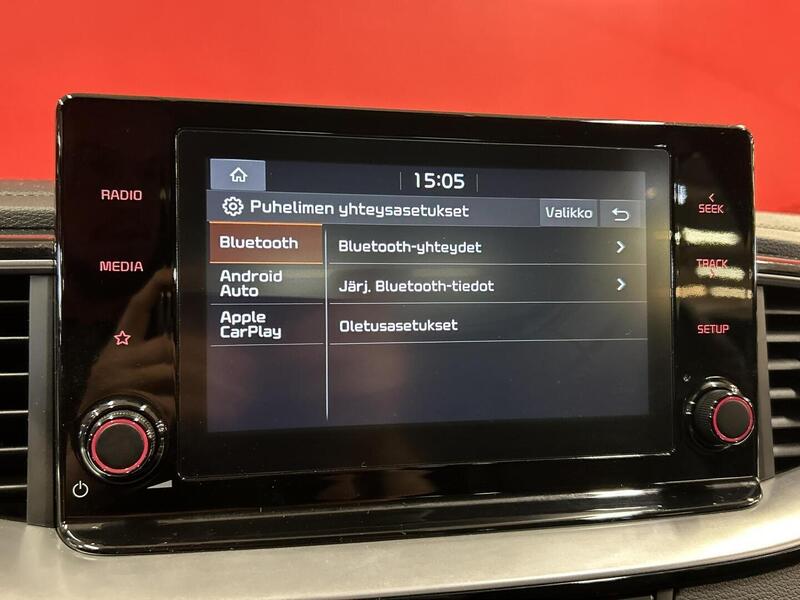 15:05
RADIO
Puhelimen yhteysasetukset
Valikko
SEEK
Bluetooth
Bluetooth-yhteydet
MEDIA
TRACK
Android
Auto
Järj. Bluetooth-tiedot
Apple
CarPlay
Oletusasetukset
SETUP